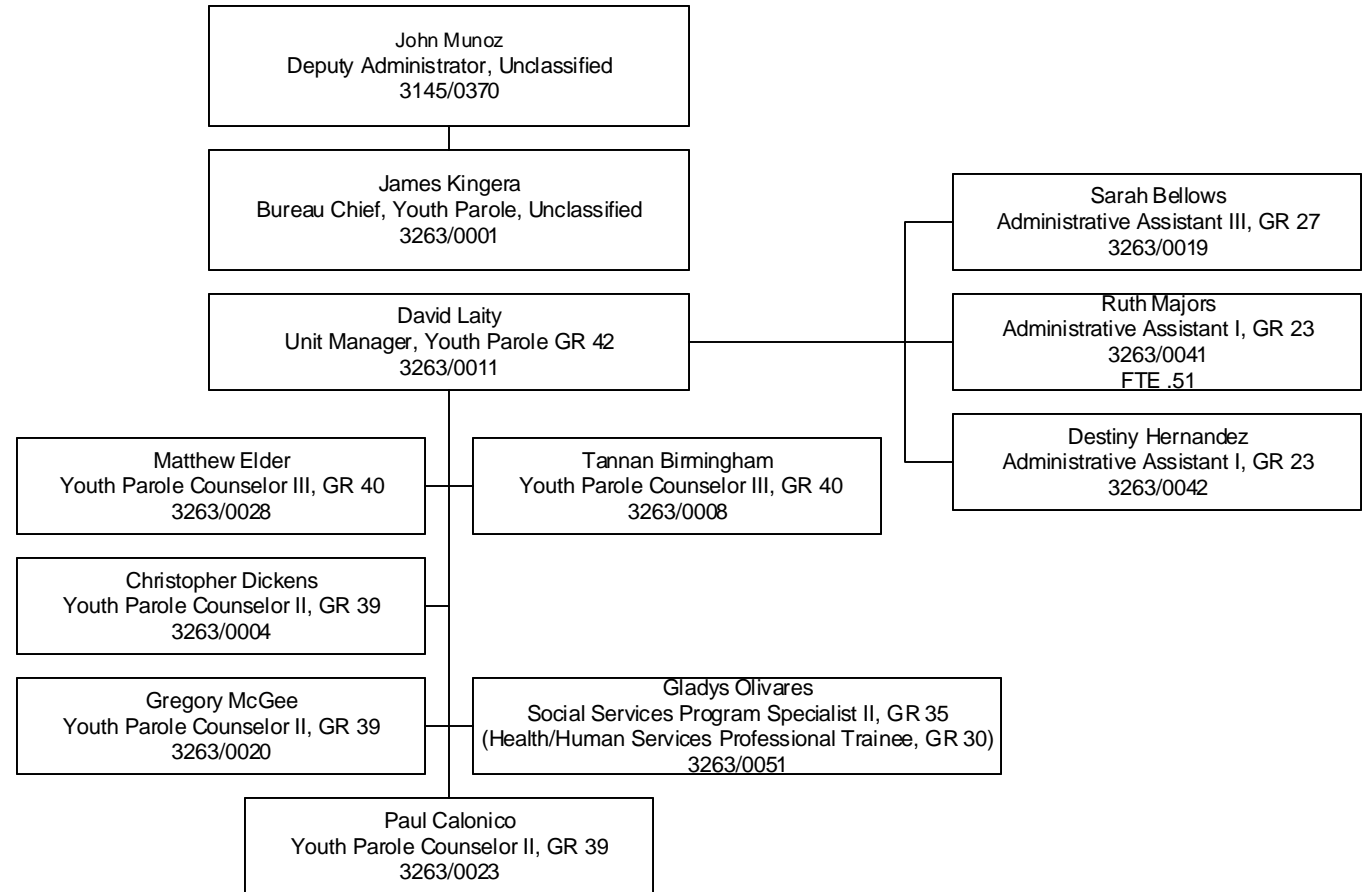 John Munoz
Deputy Administrator, Unclassified
3145/0370
James Kingera
Bureau Chief, Youth Parole, Unclassified
3263/0001
Sarah Bellows
Administrative Assistant III, GR 27
3263/0019
David Laity
Unit Manager, Youth Parole GR 42
3263/0011
Ruth Majors
Administrative Assistant I, GR 23
3263/0041
FTE .51
Destiny Hernandez
Administrative Assistant I, GR 23
3263/0042
Matthew Elder
Youth Parole Counselor III, GR 40
3263/0028
Tannan Birmingham
Youth Parole Counselor III, GR 40
3263/0008
Christopher Dickens
Youth Parole Counselor II, GR 39
3263/0004
Gregory McGee
Youth Parole Counselor II, GR 39
3263/0020
Gladys Olivares
Social Services Program Specialist II, GR 35
(Health/Human Services Professional Trainee, GR 30)
3263/0051
Paul Calonico
Youth Parole Counselor II, GR 39
3263/0023